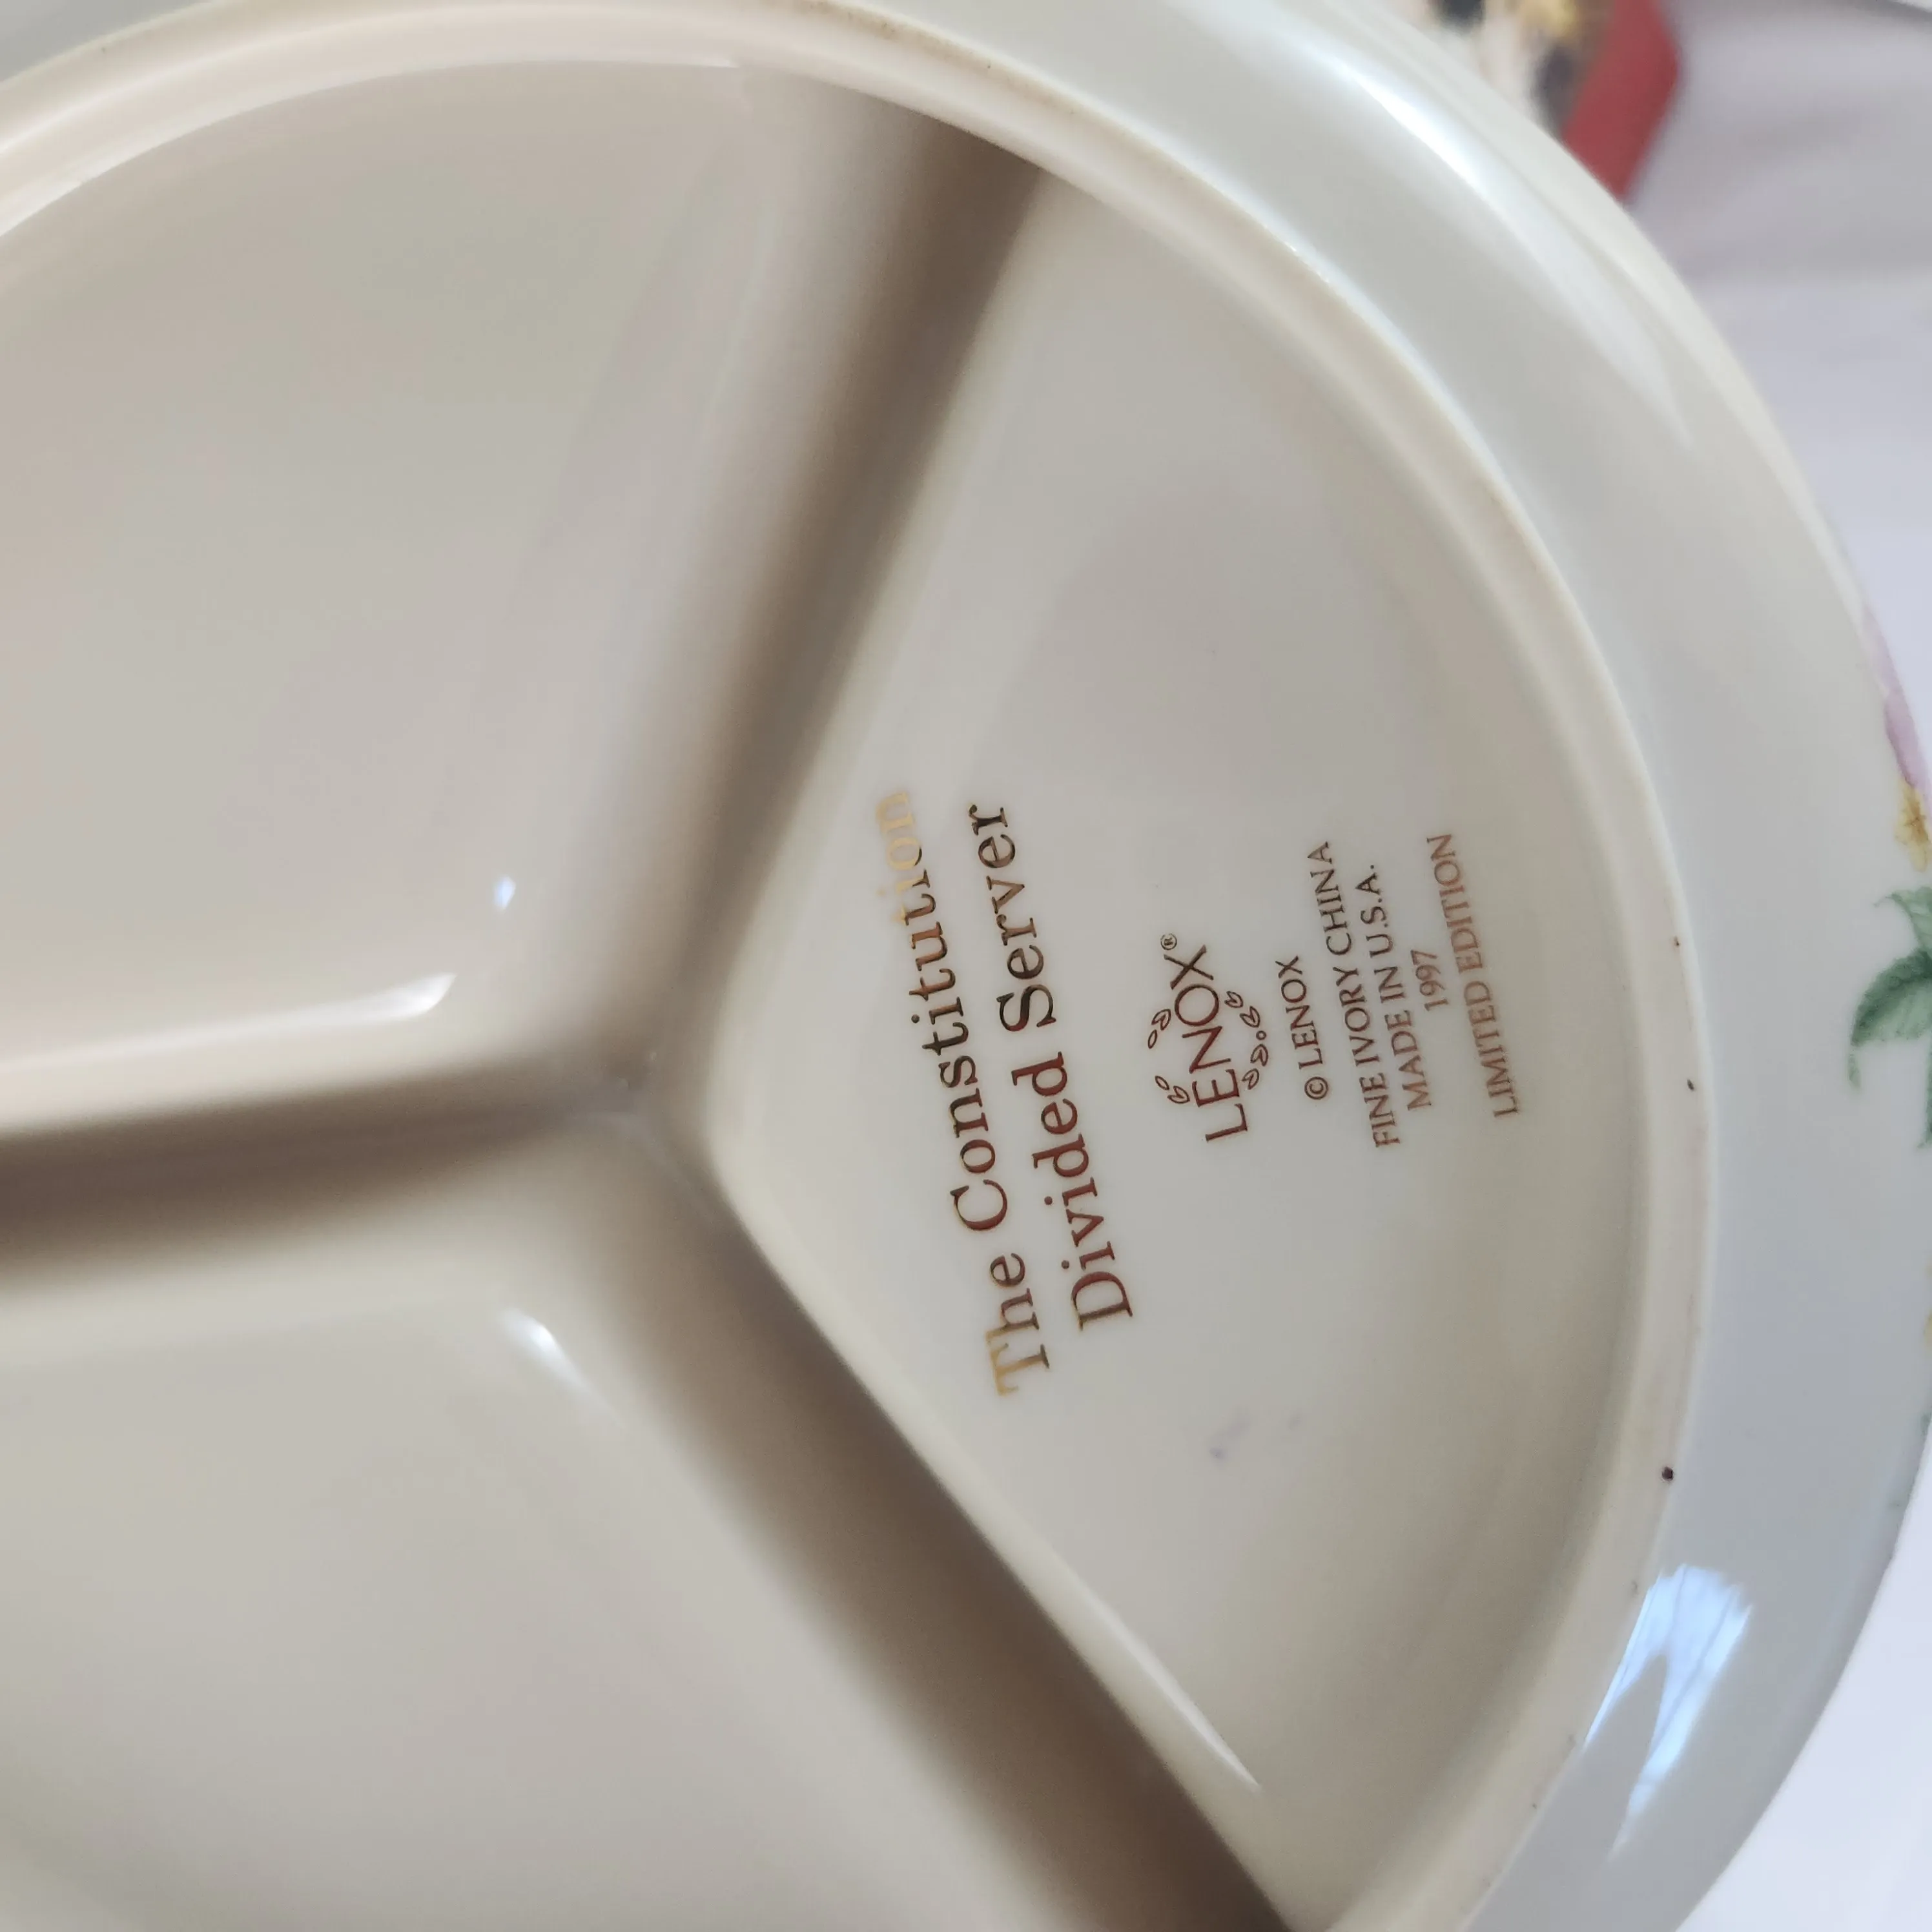 The Constitution
Divided Server
LENOX®
© LENOX
FINE IVORY CHINA
MADE IN U.S.A.
1997
LIMITED EDITION